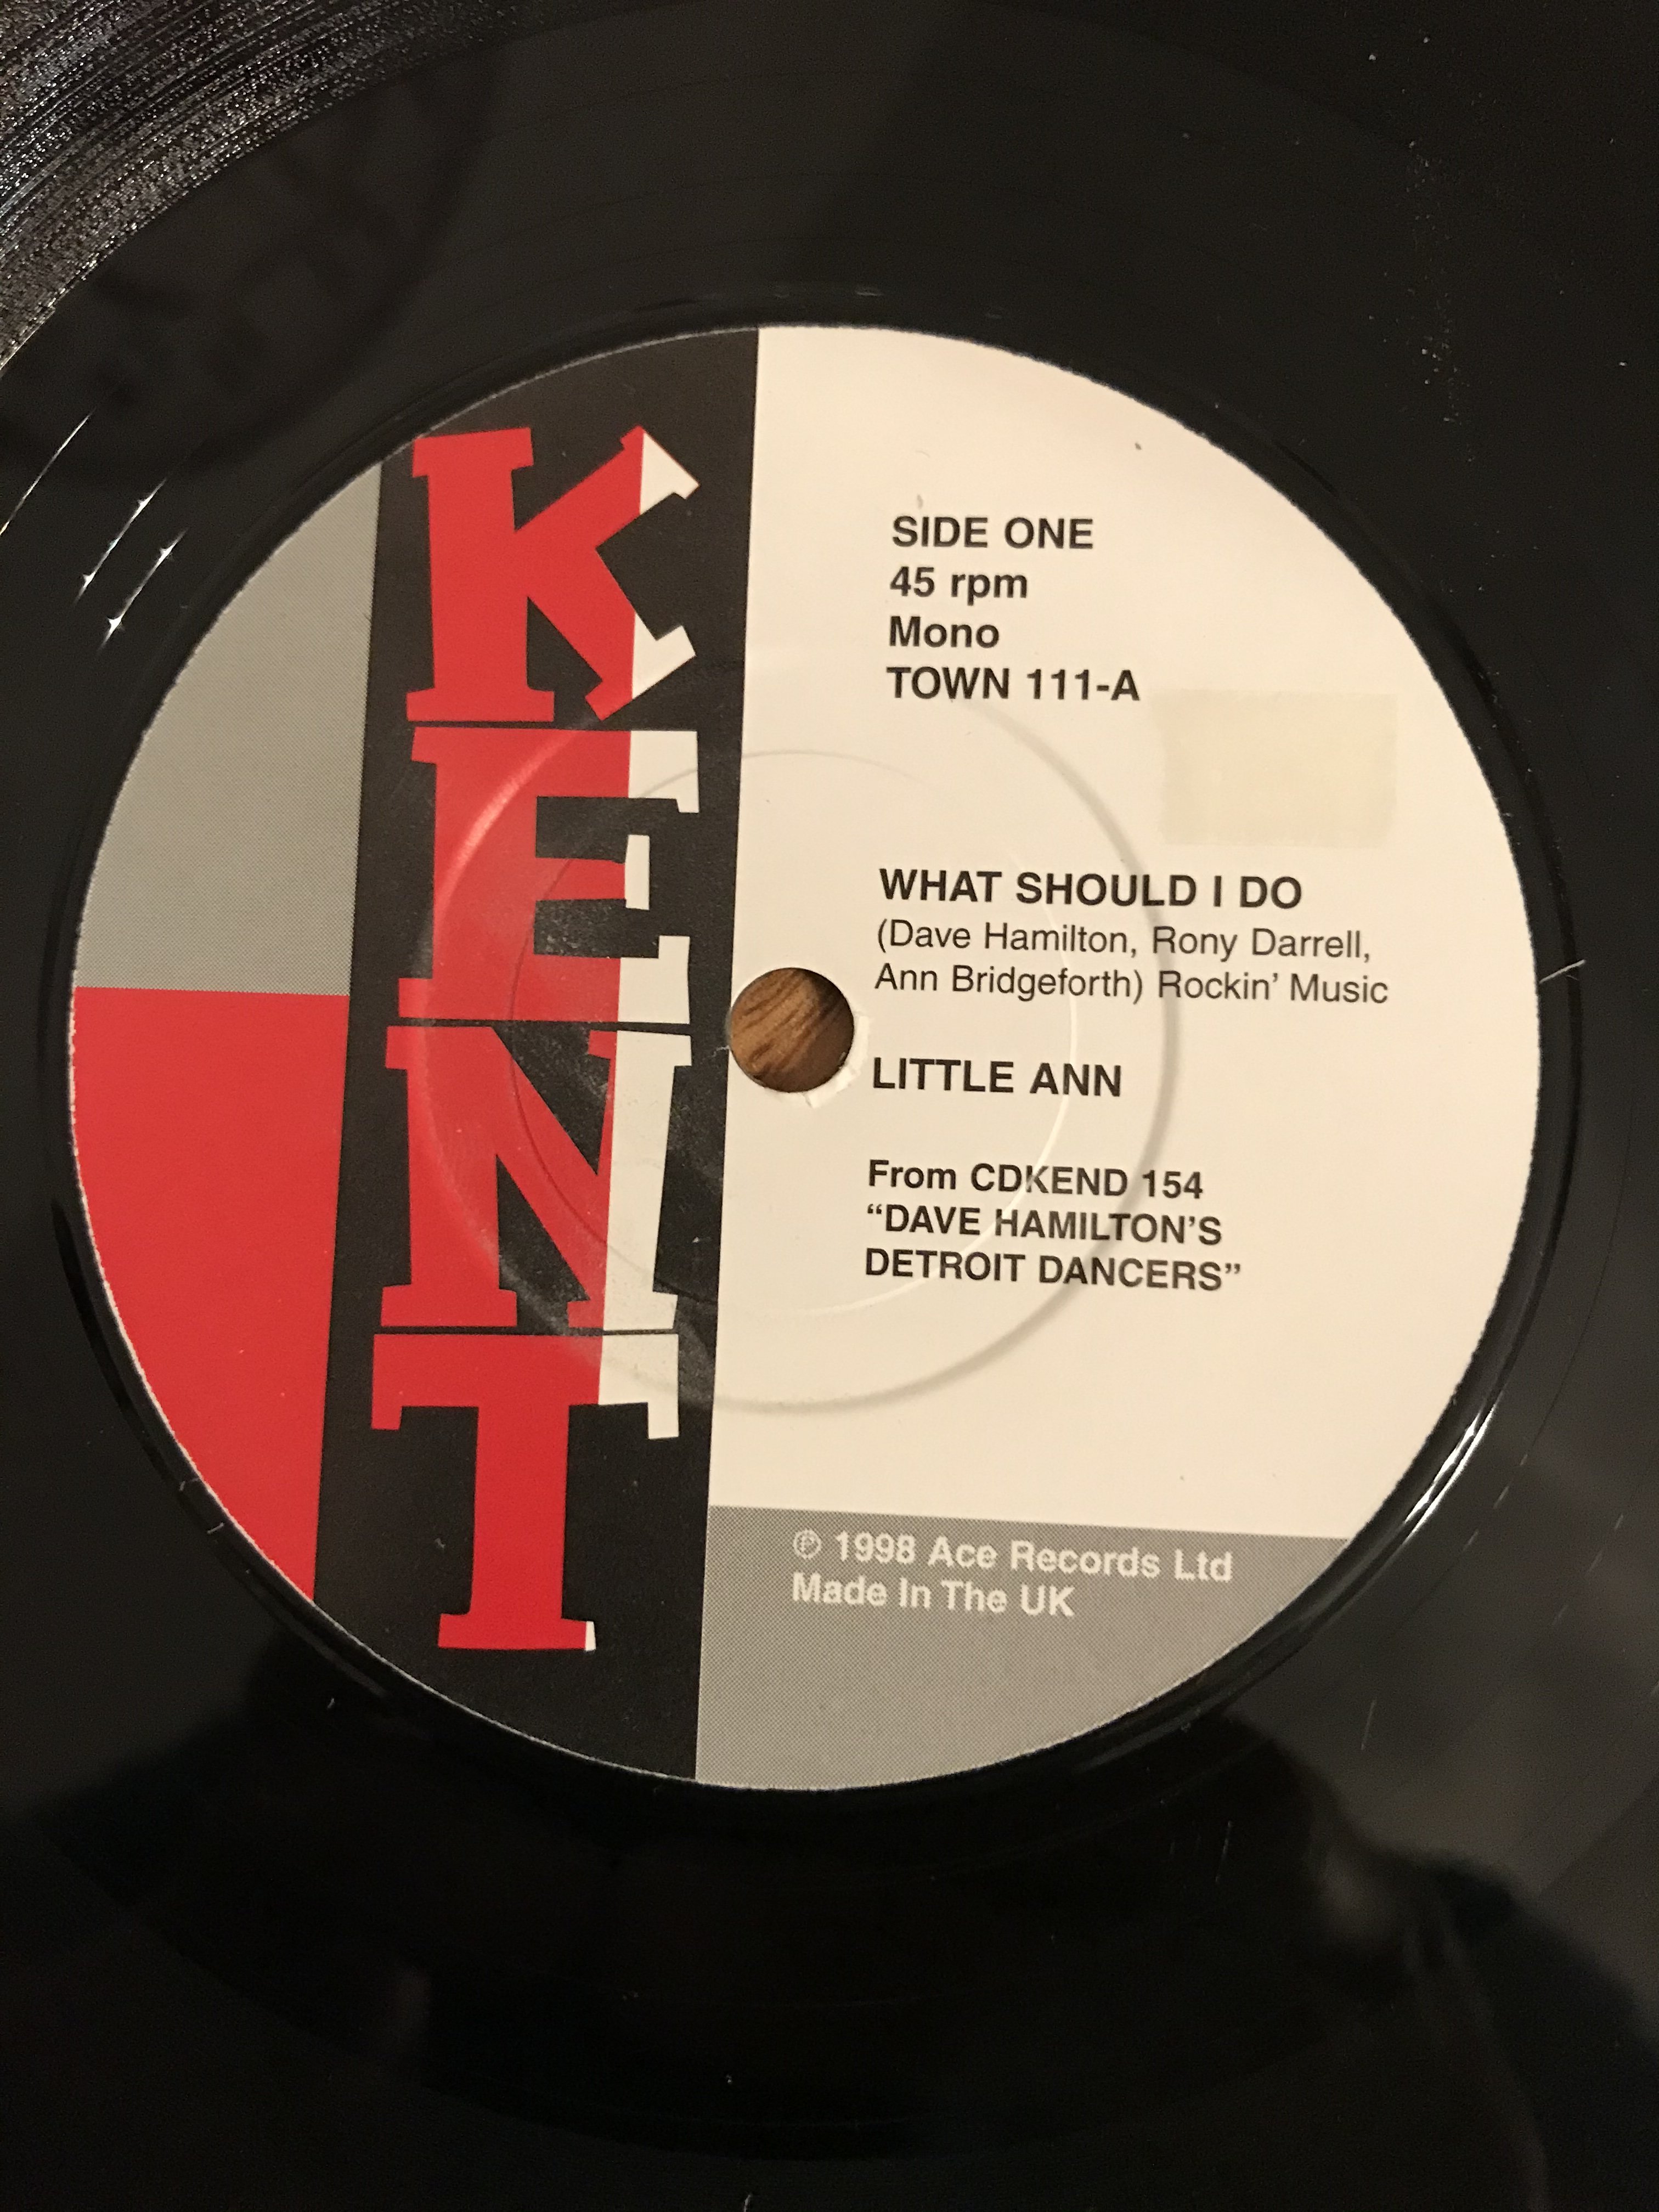 KENT
SIDE ONE
45 rpm
Mono
TOWN 111-A
WHAT SHOULD I DO
(Dave Hamilton, Rony Darrell,
Ann Bridgeforth) Rockin’ Music
LITTLE ANN
From CDKEND 154
“DAVE HAMILTON’S
DETROIT DANCERS”
℗ 1998 Ace Records Ltd
Made In The UK